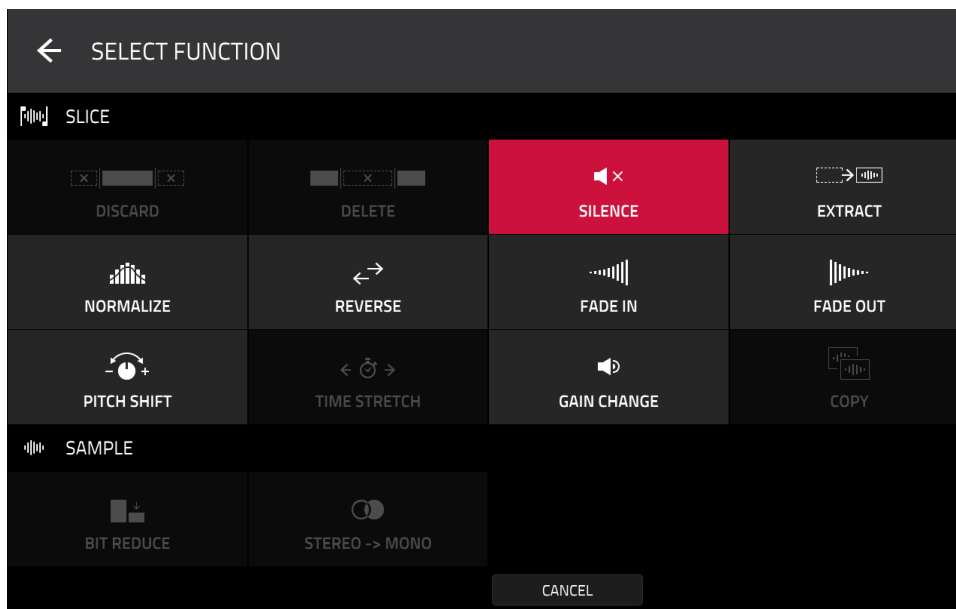 SELECT FUNCTION
SLICE
DISCARD
DELETE
SILENCE
EXTRACT
NORMALIZE
REVERSE
FADE IN
FADE OUT
PITCH SHIFT
TIME STRETCH
GAIN CHANGE
COPY
SAMPLE
BIT REDUCE
STEREO -> MONO
CANCEL